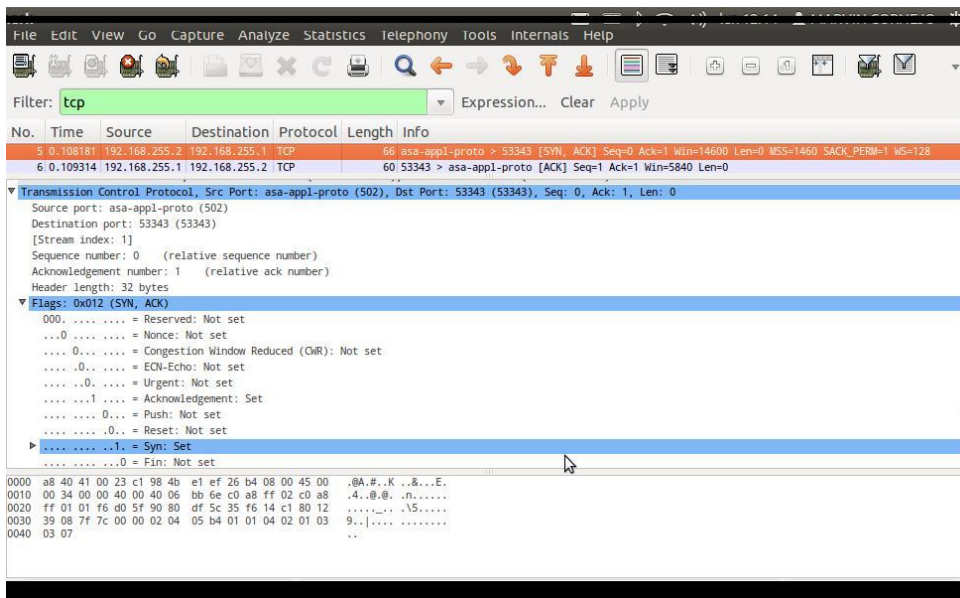 File Edit View Go Capture Analyze Statistics Telephony Tools Internals Help
Filter: tcp Expression... Clear Apply
No. Time Source Destination Protocol Length Info
5 0.108181 192.168.255.2 192.168.255.1 TCP 66 asa-appl-proto > 53343 [SYN, ACK] Seq=0 Ack=1 Win=14600 Len=0 MSS=1460 SACK_PERM=1 WS=128
6 0.109314 192.168.255.1 192.168.255.2 TCP 60 53343 > asa-appl-proto [ACK] Seq=1 Ack=1 Win=5840 Len=0
Transmission Control Protocol, Src Port: asa-appl-proto (502), Dst Port: 53343 (53343), Seq: 0, Ack: 1, Len: 0
Source port: asa-appl-proto (502)
Destination port: 53343 (53343)
[Stream index: 1]
Sequence number: 0 (relative sequence number)
Acknowledgement number: 1 (relative ack number)
Header length: 32 bytes
Flags: 0x012 (SYN, ACK)
000. .... .... = Reserved: Not set
...0 .... .... = Nonce: Not set
.... 0... .... = Congestion Window Reduced (CWR): Not set
.... .0.. .... = ECN-Echo: Not set
.... ..0. .... = Urgent: Not set
.... ...1 .... = Acknowledgement: Set
.... .... 0... = Push: Not set
.... .... .0.. = Reset: Not set
.... .... ..1. = Syn: Set
.... .... ...0 = Fin: Not set
0000 a8 40 41 00 23 c1 98 4b e1 ef 26 b4 08 00 45 00 .@A.#..K ..&...E.
0010 00 34 00 00 40 00 40 06 bb 6e c0 a8 ff 02 c0 a8 .4..@.@. .n......
0020 ff 01 01 f6 d0 5f 90 80 df 5c 35 f6 14 c1 80 12 ....._.. .\5.....
0030 39 08 7f 7c 00 00 02 04 05 b4 01 01 04 02 01 03 9..|.... ........
0040 03 07 ..